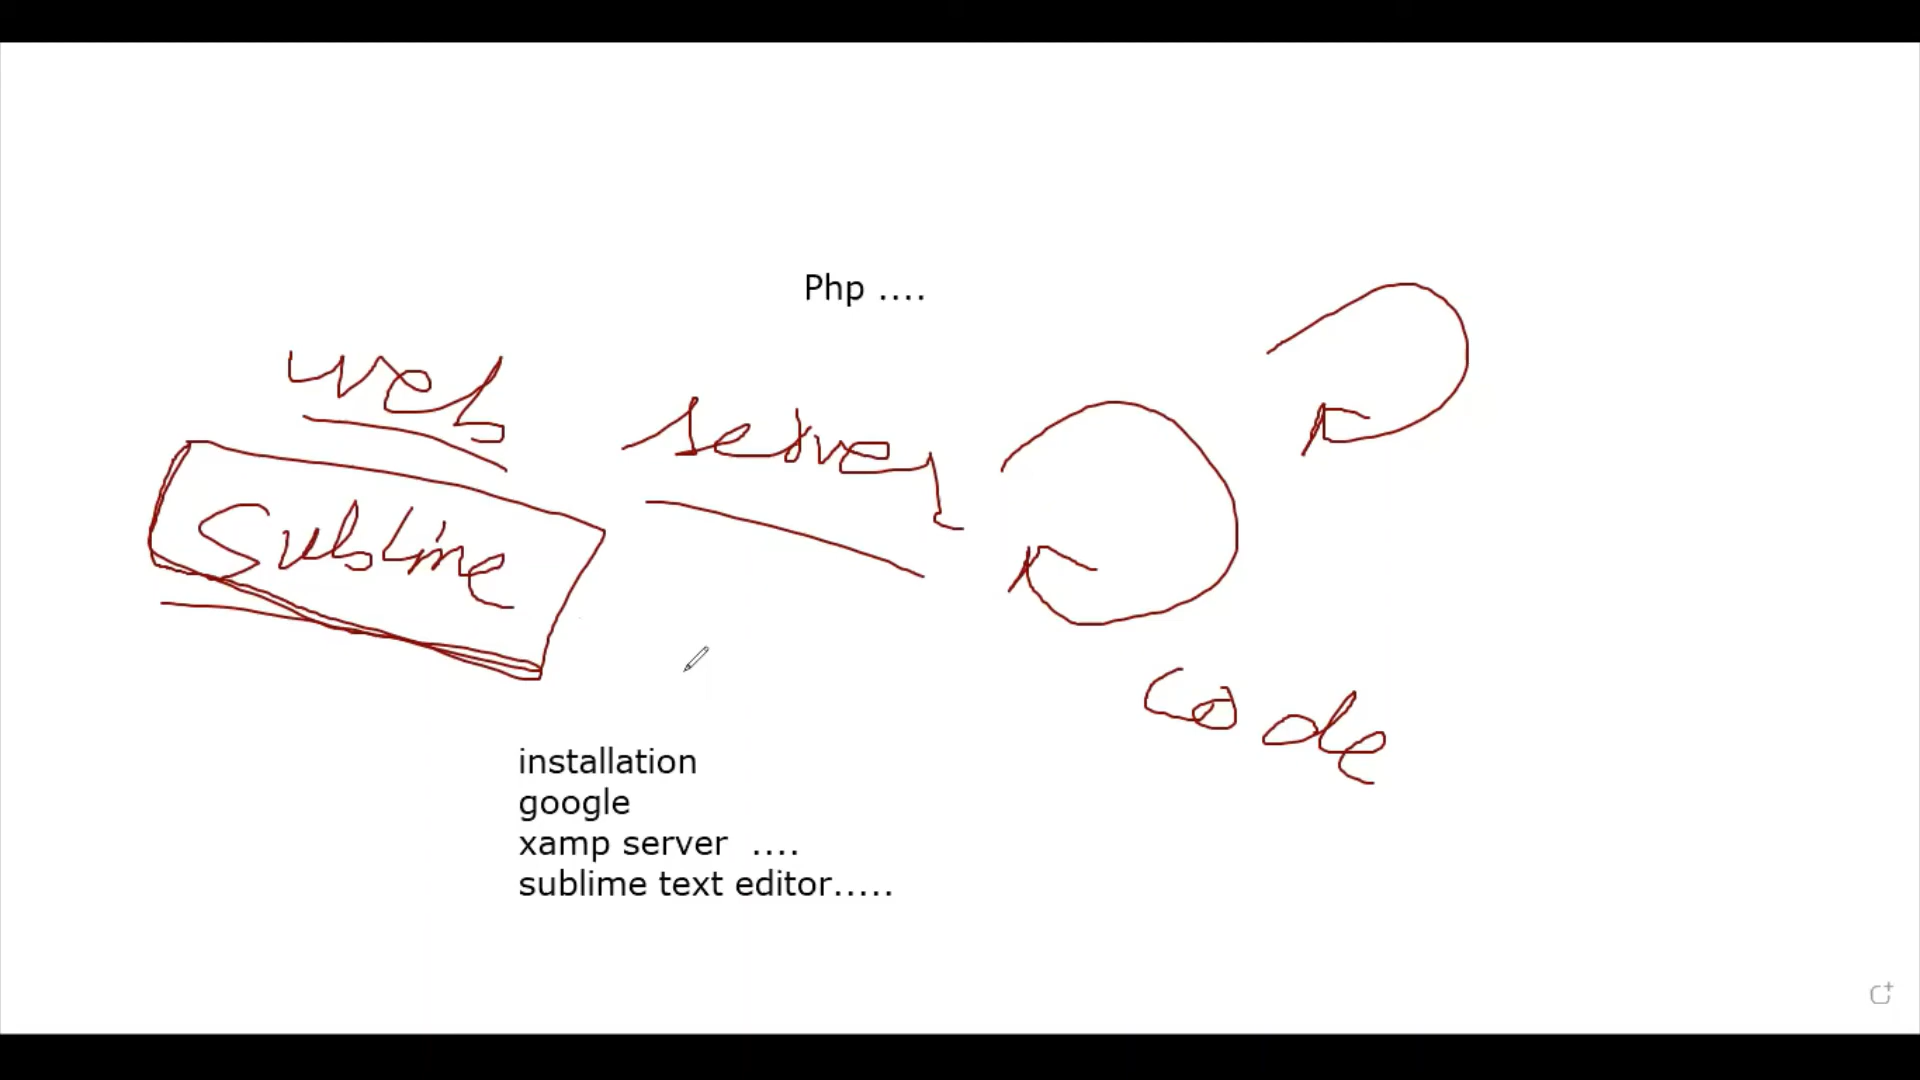 Php ....
web
server
Sublime
code
installation
google
xamp server ....
sublime text editor.....